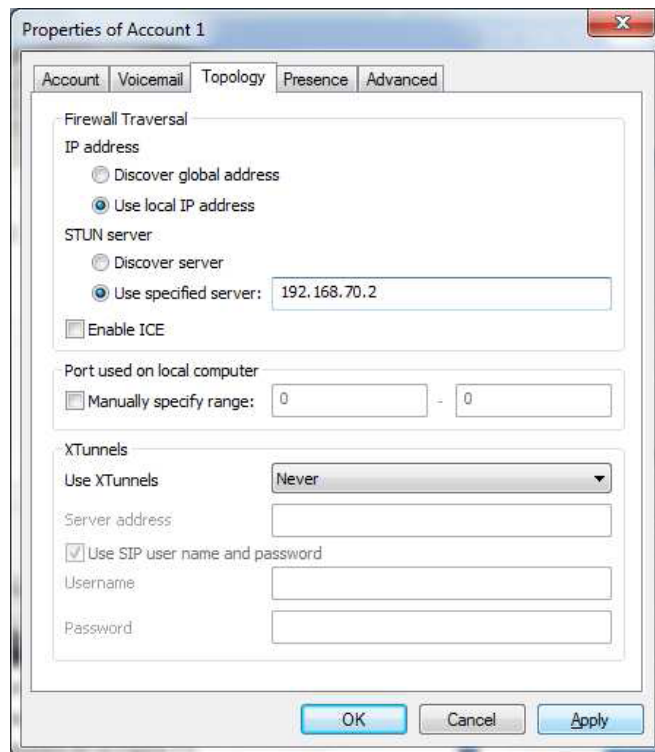 Properties of Account 1
Account Voicemail Topology Presence Advanced
Firewall Traversal
IP address
Discover global address
Use local IP address
STUN server
Discover server
Use specified server: 192.168.70.2
Enable ICE
Port used on local computer
Manually specify range: 0 - 0
XTunnels
Use XTunnels Never
Server address
Use SIP user name and password
Username
Password
OK Cancel Apply